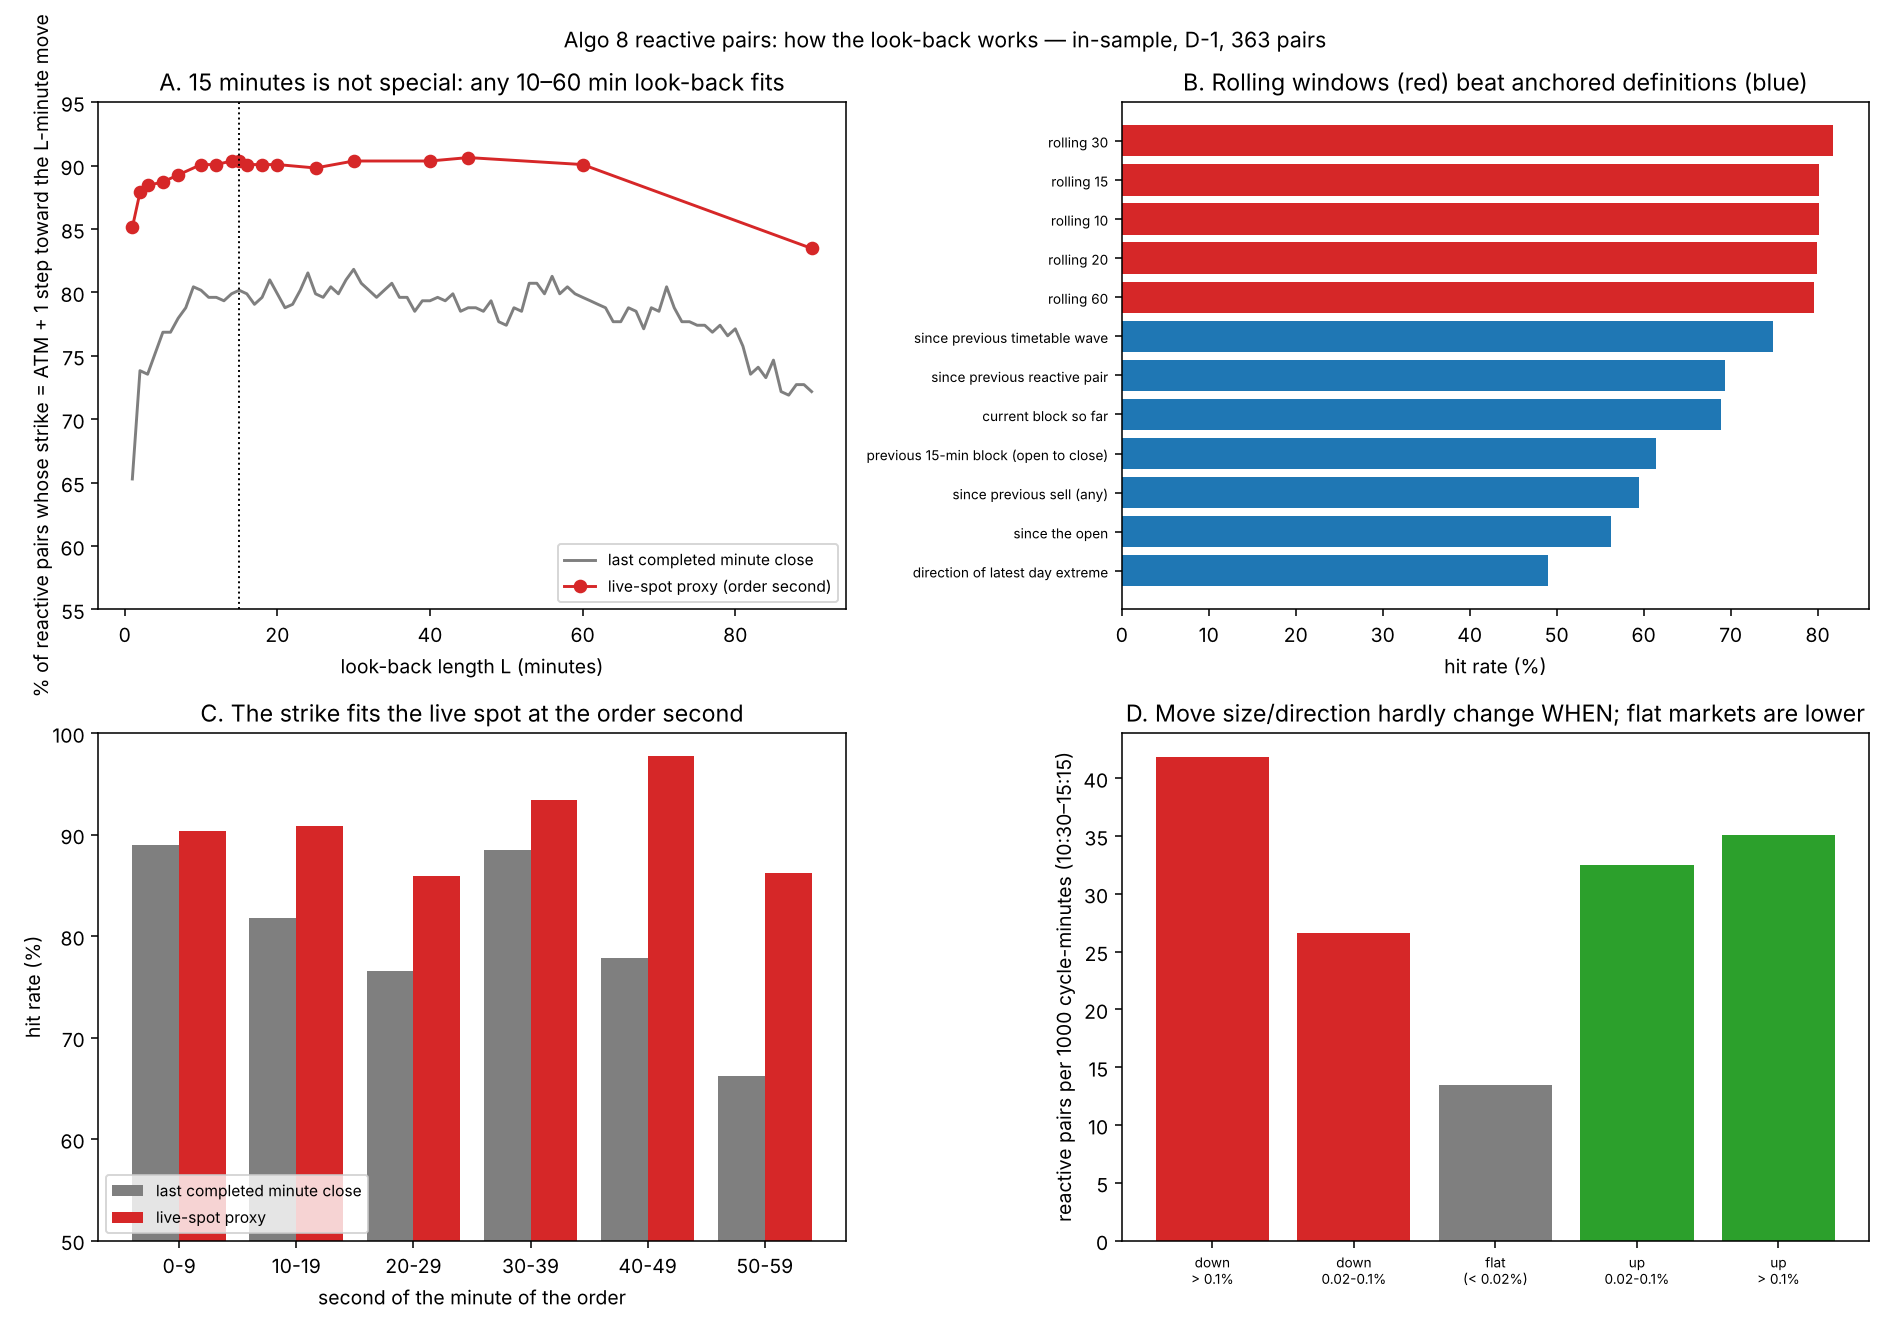 Algo 8 reactive pairs: how the look-back works — in-sample, D-1, 363 pairs
A. 15 minutes is not special: any 10–60 min look-back fits
% of reactive pairs whose strike = ATM + 1 step toward the L-minute move
95
90
85
80
75
70
65
60
55
last completed minute close
live-spot proxy (order second)
0
20
40
60
80
look-back length L (minutes)
B. Rolling windows (red) beat anchored definitions (blue)
rolling 30
rolling 15
rolling 10
rolling 20
rolling 60
since previous timetable wave
since previous reactive pair
current block so far
previous 15-min block (open to close)
since previous sell (any)
since the open
direction of latest day extreme
0
10
20
30
40
50
60
70
80
hit rate (%)
C. The strike fits the live spot at the order second
hit rate (%)
100
90
80
70
60
50
last completed minute close
live-spot proxy
0-9
10-19
20-29
30-39
40-49
50-59
second of the minute of the order
D. Move size/direction hardly change WHEN; flat markets are lower
reactive pairs per 1000 cycle-minutes (10:30–15:15)
40
35
30
25
20
15
10
5
0
down
> 0.1%
down
0.02-0.1%
flat
(< 0.02%)
up
0.02-0.1%
up
> 0.1%